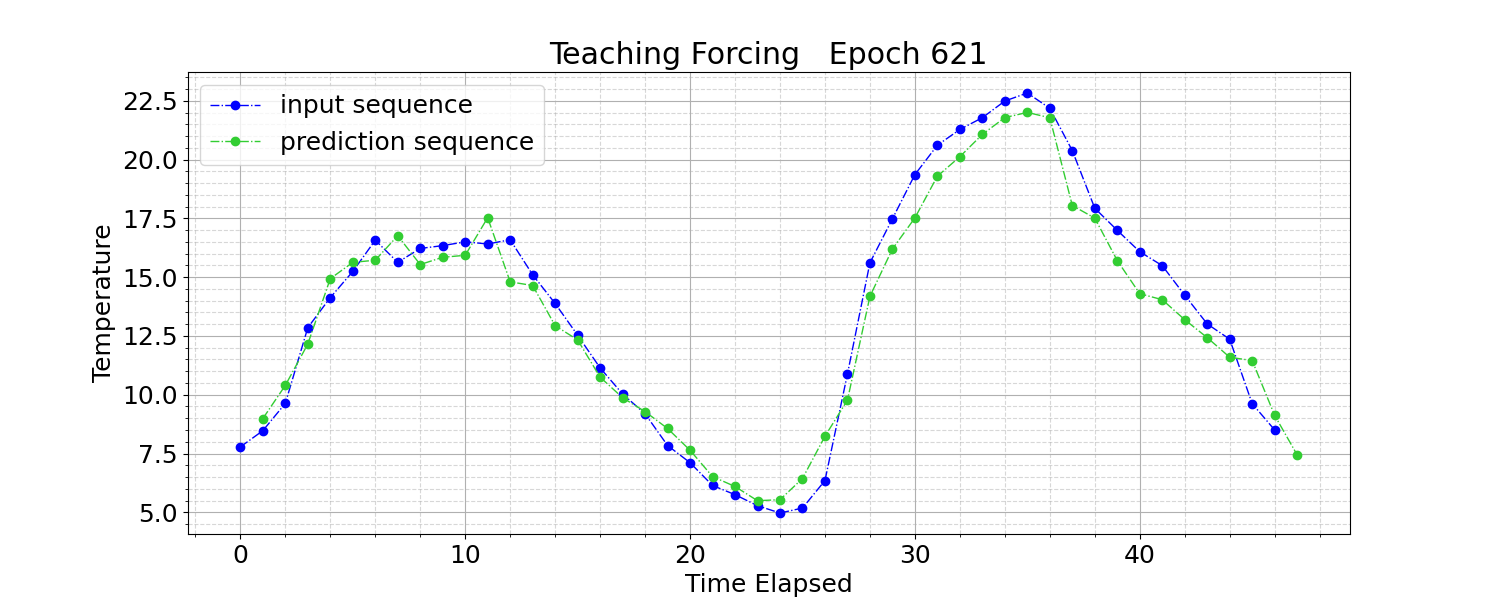 Teaching Forcing   Epoch 621
input sequence
prediction sequence
22.5
20.0
17.5
15.0
12.5
10.0
7.5
5.0
Temperature
0 10 20 30 40
Time Elapsed